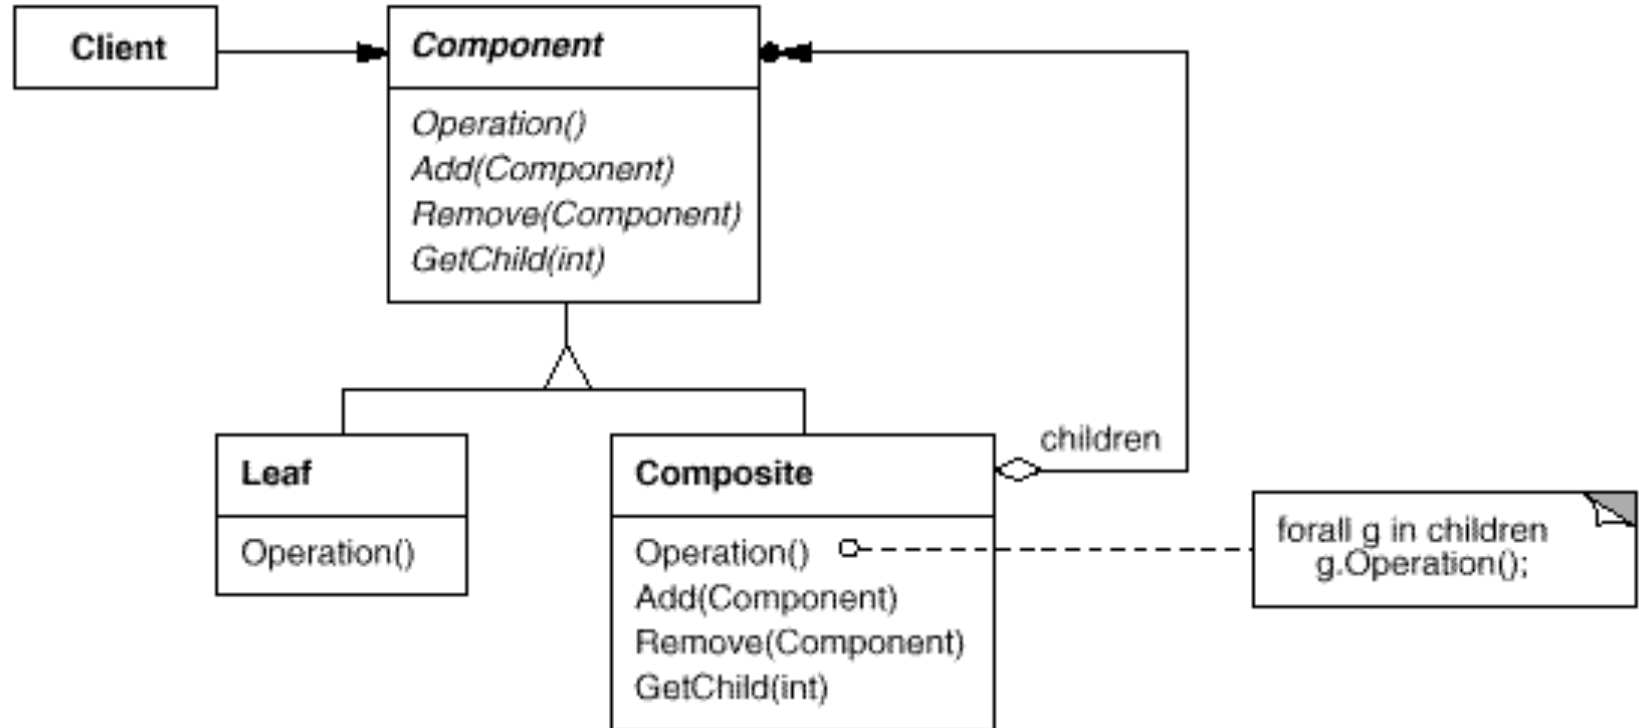 Client
Component
Operation()
Add(Component)
Remove(Component)
GetChild(int)
children
Leaf
Operation()
Composite
Operation()
Add(Component)
Remove(Component)
GetChild(int)
forall g in children
g.Operation();